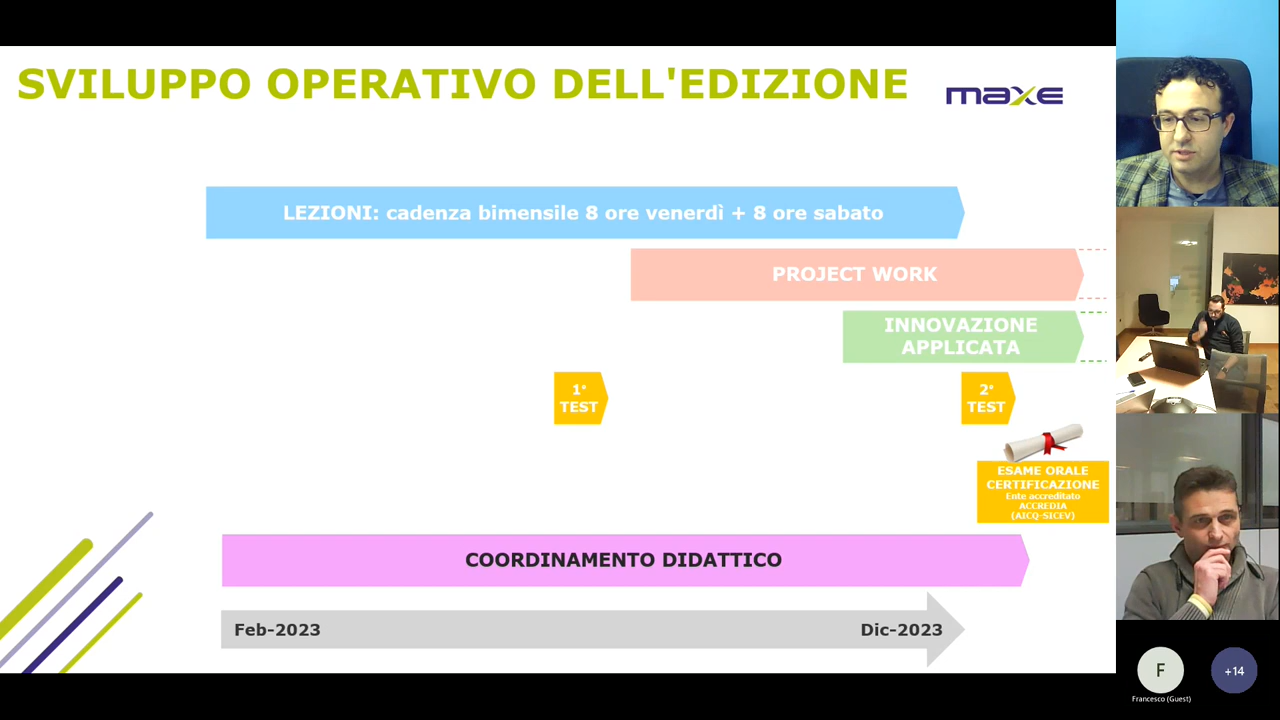 SVILUPPO OPERATIVO DELL'EDIZIONE
maxe
LEZIONI: cadenza bimensile 8 ore venerdì + 8 ore sabato
PROJECT WORK
INNOVAZIONE
APPLICATA
1°
TEST
2°
TEST
ESAME ORALE
CERTIFICAZIONE
Ente accreditato
ACCREDIA
(AICQ-SICEV)
COORDINAMENTO DIDATTICO
Feb-2023
Dic-2023
F
+14
Francesco (Guest)